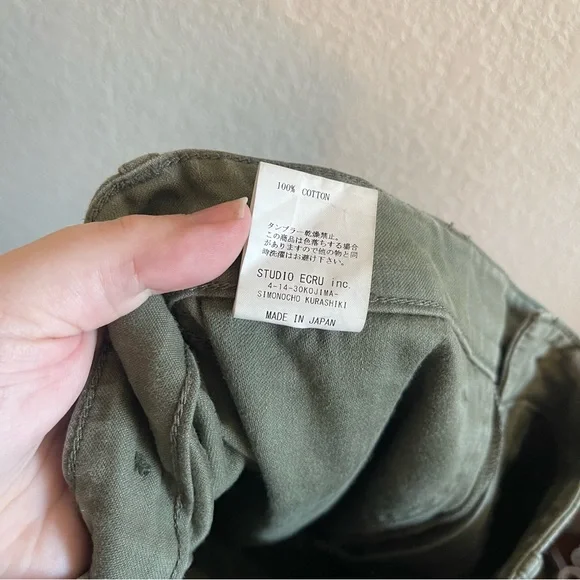 100% COTTON
タンブラー乾燥禁止。
この商品は色落ちする場合
がありますので他の物と同
時洗濯はお避け下さい。
STUDIO ECRU inc.
4-14-30KOJIMA-
SIMONOCHO KURASHIKI
MADE IN JAPAN